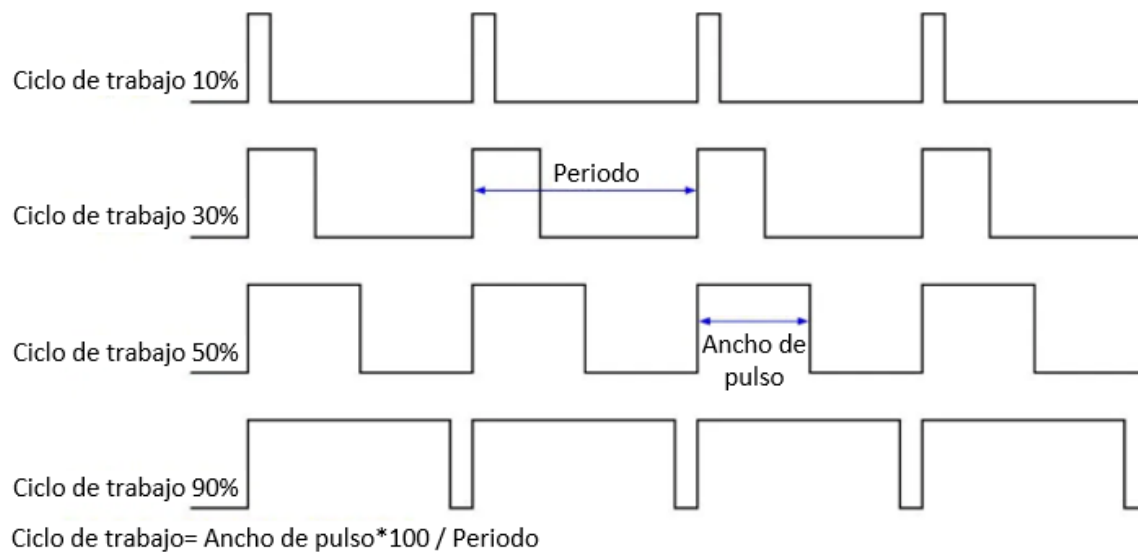 Ciclo de trabajo 10%
Periodo
Ciclo de trabajo 30%
Ciclo de trabajo 50%
Ancho de
pulso
Ciclo de trabajo 90%
Ciclo de trabajo= Ancho de pulso*100 / Periodo